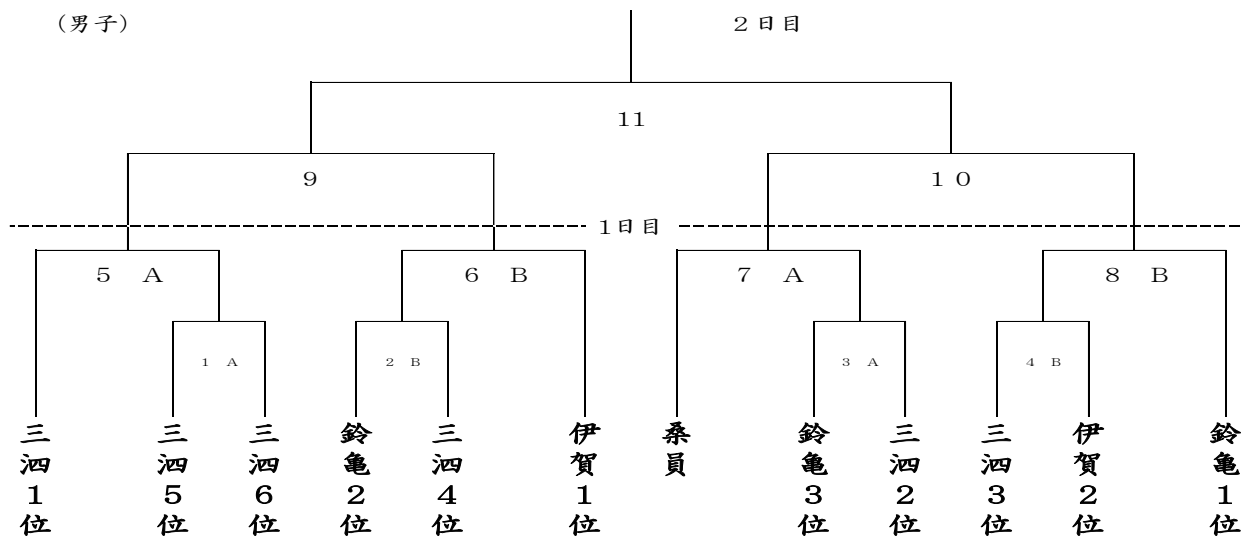 (男子)
2日目
11
9
10
1日目
5 A
6 B
7 A
8 B
1 A
2 B
3 A
4 B
三泗1位
三泗5位
三泗6位
鈴亀2位
三泗4位
伊賀1位
桑員
鈴亀3位
三泗2位
三泗3位
伊賀2位
鈴亀1位